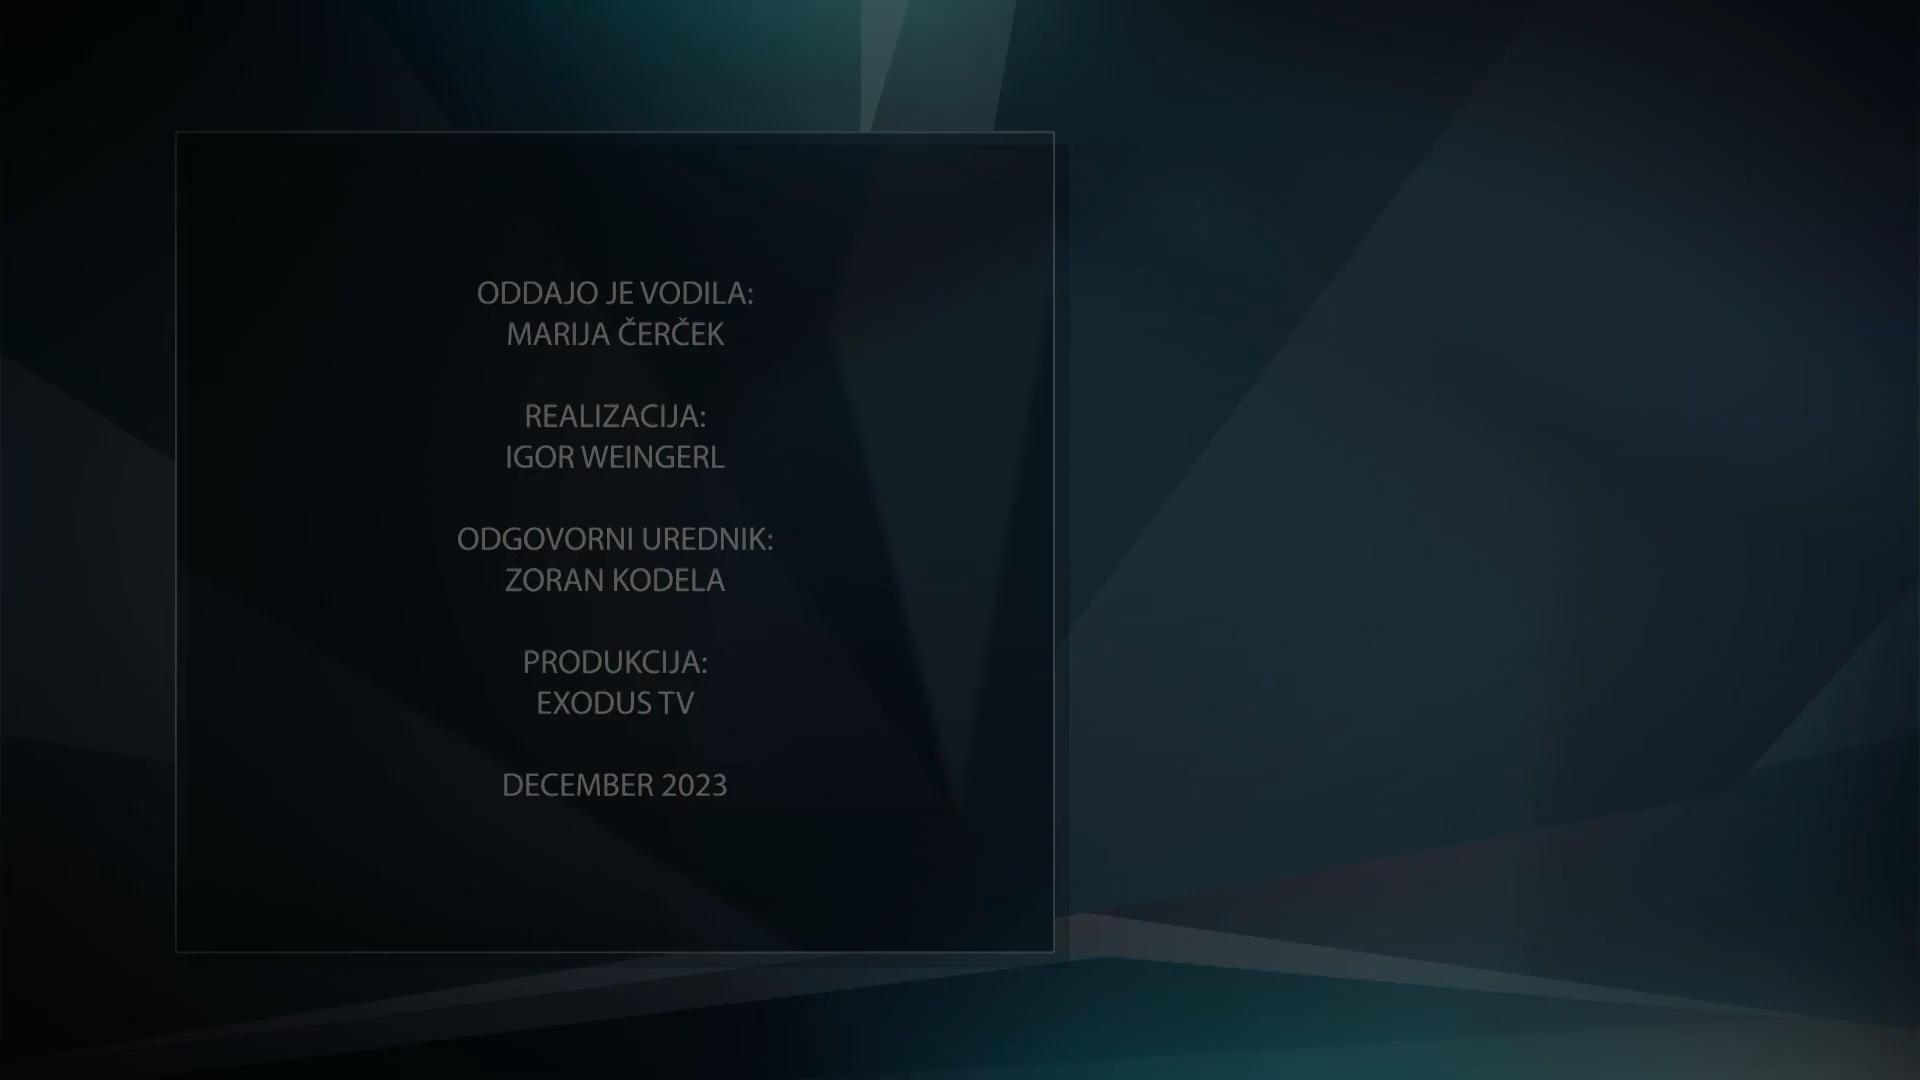 ODDAJO JE VODILA:
MARIJA ČERČEK
REALIZACIJA:
IGOR WEINGERL
ODGOVORNI UREDNIK:
ZORAN KODELA
PRODUKCIJA:
EXODUS TV
DECEMBER 2023